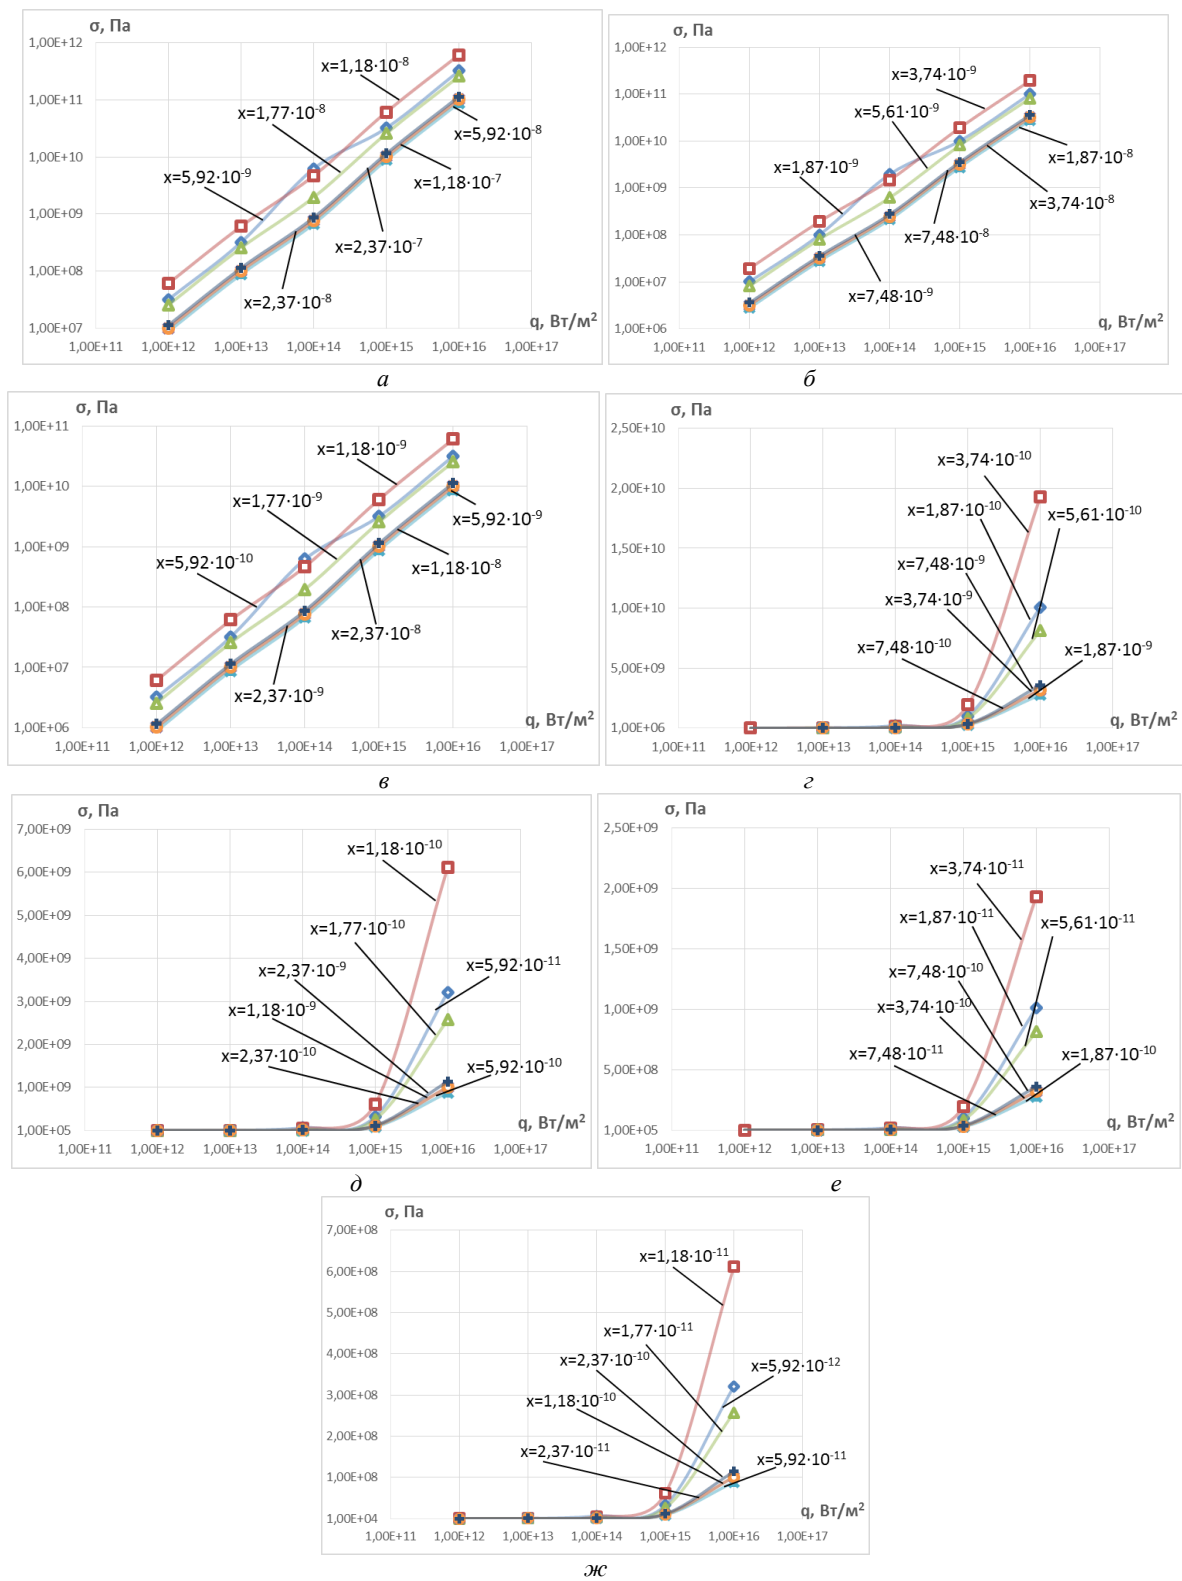 σ, Па
1,00E+12
1,00E+11
1,00E+10
1,00E+09
1,00E+08
1,00E+07
x=1,18·10⁻⁸
x=1,77·10⁻⁸
x=5,92·10⁻⁹
x=5,92·10⁻⁸
x=1,18·10⁻⁷
x=2,37·10⁻⁷
x=2,37·10⁻⁸
q, Вт/м²
1,00E+11 1,00E+12 1,00E+13 1,00E+14 1,00E+15 1,00E+16 1,00E+17
а
σ, Па
1,00E+12
1,00E+11
1,00E+10
1,00E+09
1,00E+08
1,00E+07
1,00E+06
x=3,74·10⁻⁹
x=5,61·10⁻⁹
x=1,87·10⁻⁹
x=1,87·10⁻⁸
x=3,74·10⁻⁸
x=7,48·10⁻⁸
x=7,48·10⁻⁹
q, Вт/м²
1,00E+11 1,00E+12 1,00E+13 1,00E+14 1,00E+15 1,00E+16 1,00E+17
б
σ, Па
1,00E+11
1,00E+10
1,00E+09
1,00E+08
1,00E+07
1,00E+06
x=1,18·10⁻⁹
x=1,77·10⁻⁹
x=5,92·10⁻⁹
x=5,92·10⁻¹⁰
x=1,18·10⁻⁸
x=2,37·10⁻⁸
x=2,37·10⁻⁹
q, Вт/м²
1,00E+11 1,00E+12 1,00E+13 1,00E+14 1,00E+15 1,00E+16 1,00E+17
в
σ, Па
2,50E+10
2,00E+10
1,50E+10
1,00E+10
5,00E+09
1,00E+06
x=3,74·10⁻¹⁰
x=1,87·10⁻¹⁰
x=5,61·10⁻¹⁰
x=7,48·10⁻⁹
x=3,74·10⁻⁹
x=7,48·10⁻¹⁰
x=1,87·10⁻⁹
q, Вт/м²
1,00E+11 1,00E+12 1,00E+13 1,00E+14 1,00E+15 1,00E+16 1,00E+17
г
σ, Па
7,00E+09
6,00E+09
5,00E+09
4,00E+09
3,00E+09
2,00E+09
1,00E+09
1,00E+05
x=1,18·10⁻¹⁰
x=1,77·10⁻¹⁰
x=2,37·10⁻⁹
x=5,92·10⁻¹¹
x=1,18·10⁻⁹
x=2,37·10⁻¹⁰
x=5,92·10⁻¹⁰
q, Вт/м²
1,00E+11 1,00E+12 1,00E+13 1,00E+14 1,00E+15 1,00E+16 1,00E+17
д
σ, Па
2,50E+09
2,00E+09
1,50E+09
1,00E+09
5,00E+08
1,00E+05
x=3,74·10⁻¹¹
x=1,87·10⁻¹¹
x=5,61·10⁻¹¹
x=7,48·10⁻¹⁰
x=3,74·10⁻¹⁰
x=7,48·10⁻¹¹
x=1,87·10⁻¹⁰
q, Вт/м²
1,00E+11 1,00E+12 1,00E+13 1,00E+14 1,00E+15 1,00E+16 1,00E+17
е
σ, Па
7,00E+08
6,00E+08
5,00E+08
4,00E+08
3,00E+08
2,00E+08
1,00E+08
1,00E+04
x=1,18·10⁻¹¹
x=1,77·10⁻¹¹
x=2,37·10⁻¹⁰
x=5,92·10⁻¹²
x=1,18·10⁻¹⁰
x=2,37·10⁻¹¹
x=5,92·10⁻¹¹
q, Вт/м²
1,00E+11 1,00E+12 1,00E+13 1,00E+14 1,00E+15 1,00E+16 1,00E+17
ж